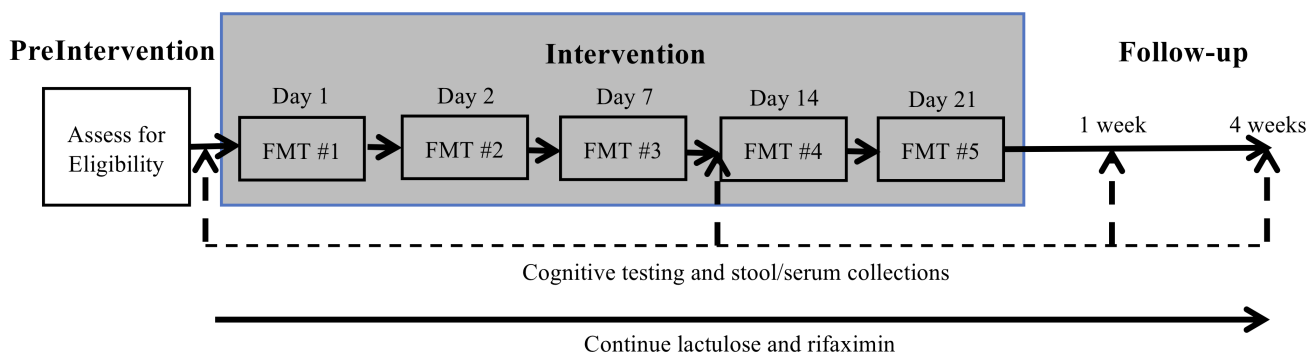 PreIntervention
Intervention
Follow-up
Day 1
Day 2
Day 7
Day 14
Day 21
1 week
4 weeks
Assess for
Eligibility
FMT #1
FMT #2
FMT #3
FMT #4
FMT #5
Cognitive testing and stool/serum collections
Continue lactulose and rifaximin